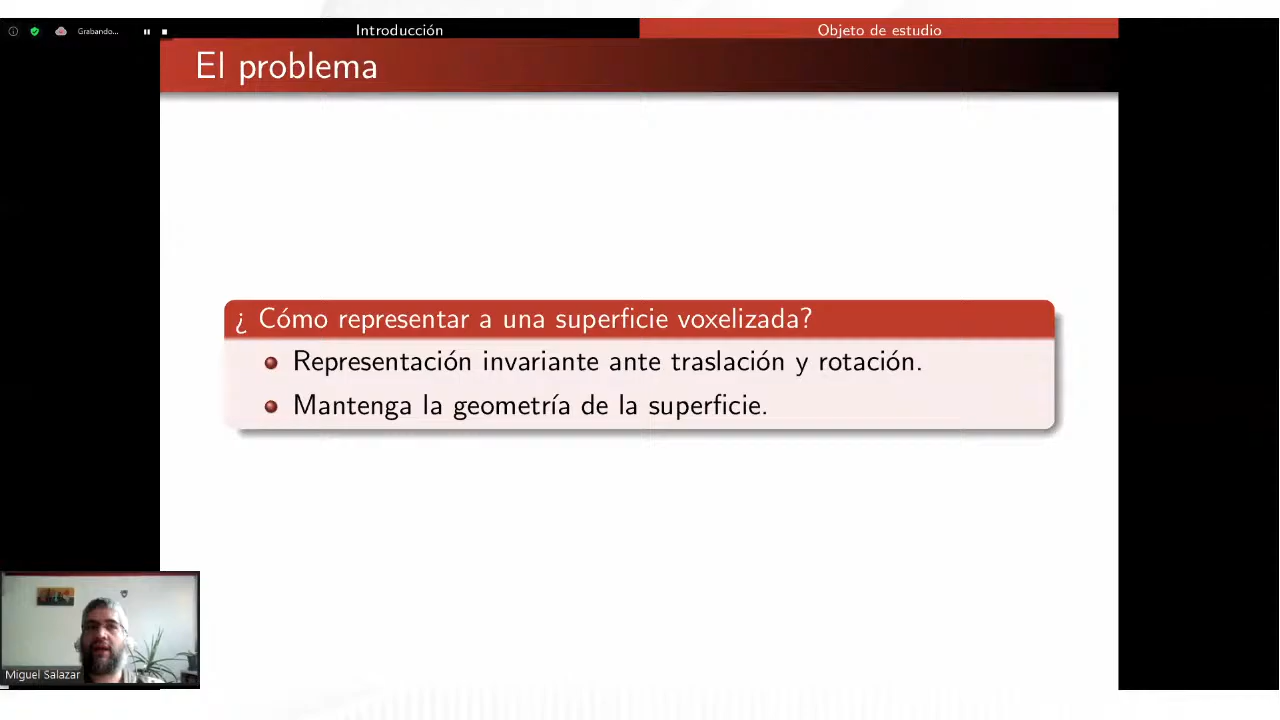 Grabando...
Introducción
Objeto de estudio
El problema
¿ Cómo representar a una superficie voxelizada?
Representación invariante ante traslación y rotación.
Mantenga la geometría de la superficie.
Miguel Salazar